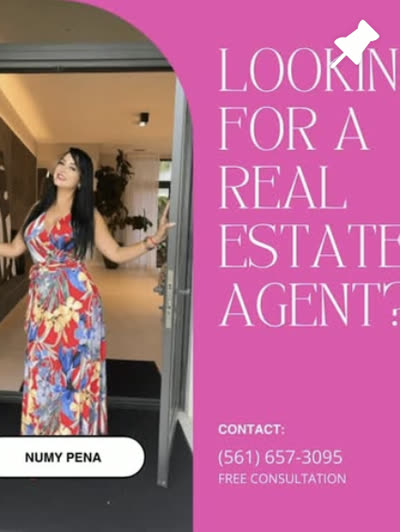 LOOKIN
FOR A
REAL
ESTATE
AGENT?
CONTACT:
(561) 657-3095
FREE CONSULTATION
NUMY PENA